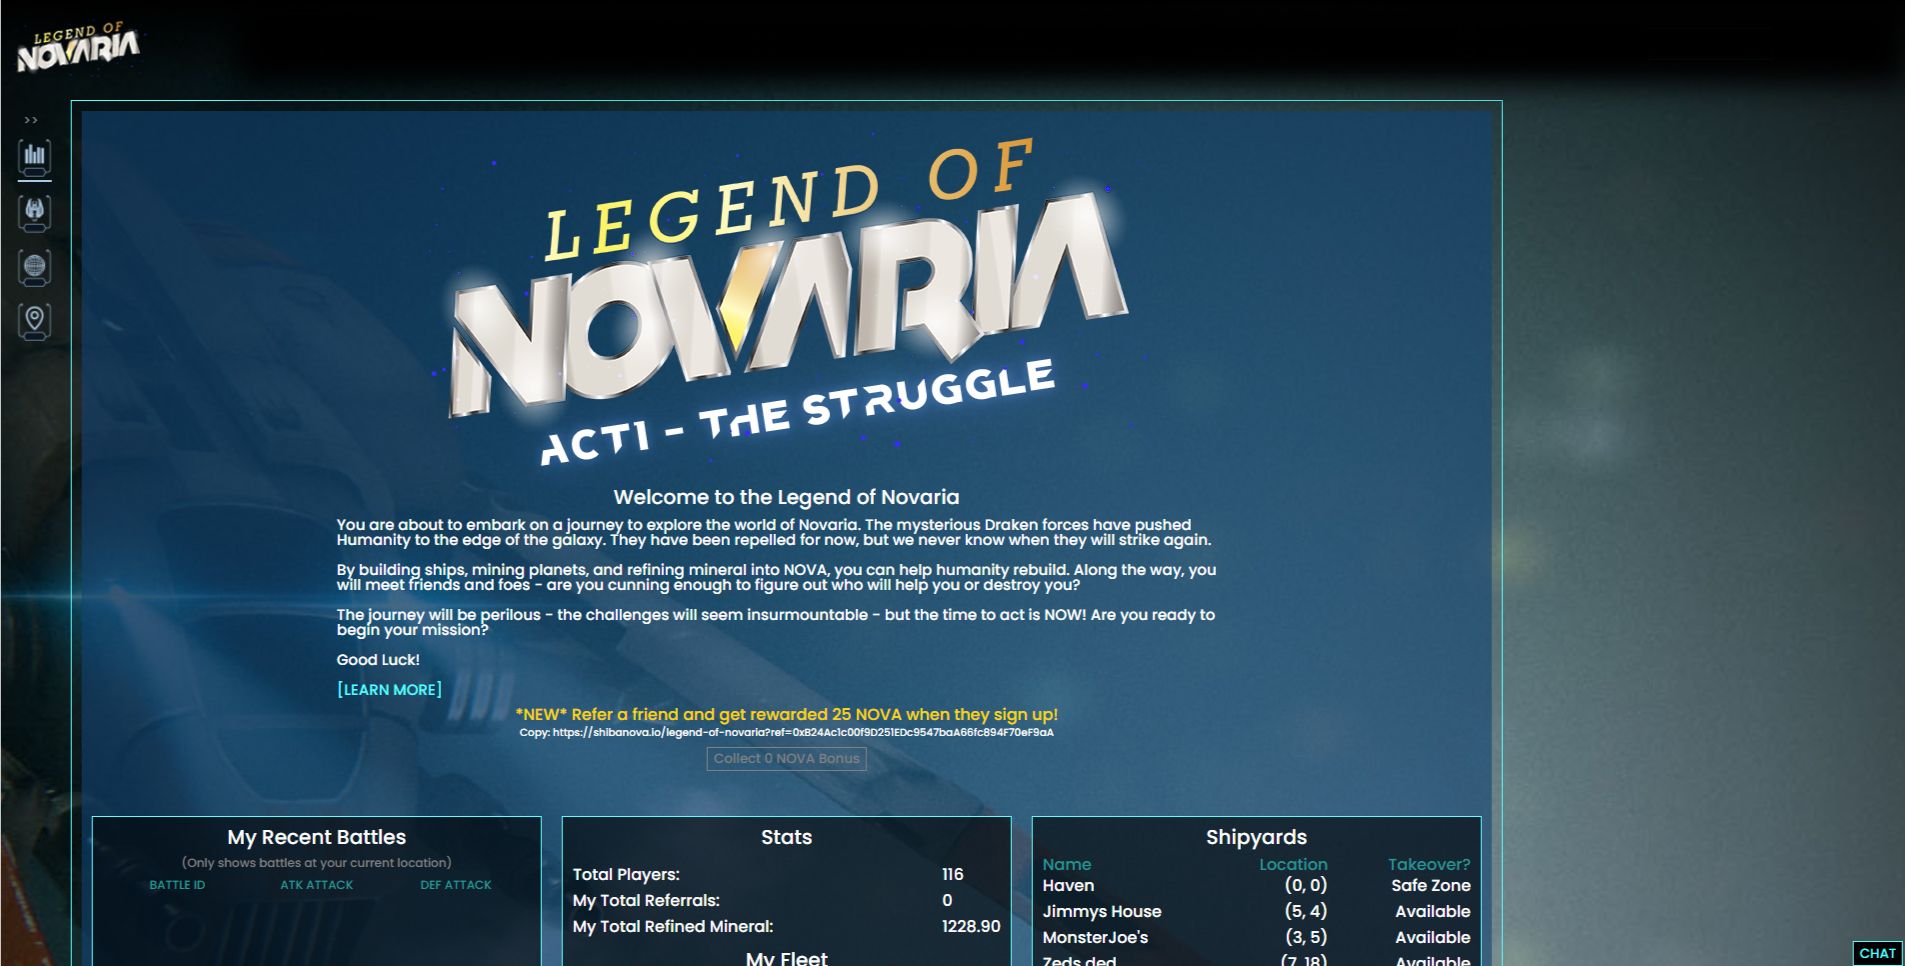 LEGEND OF
NOVARIA
>>
LEGEND OF
NOVARIA
ACT1 - THE STRUGGLE
Welcome to the Legend of Novaria
You are about to embark on a journey to explore the world of Novaria. The mysterious Draken forces have pushed
Humanity to the edge of the galaxy. They have been repelled for now, but we never know when they will strike again.
By building ships, mining planets, and refining mineral into NOVA, you can help humanity rebuild. Along the way, you
will meet friends and foes - are you cunning enough to figure out who will help you or destroy you?
The journey will be perilous - the challenges will seem insurmountable - but the time to act is NOW! Are you ready to
begin your mission?
Good Luck!
[LEARN MORE]
*NEW* Refer a friend and get rewarded 25 NOVA when they sign up!
Copy: https://shibanova.io/legend-of-novaria?ref=0xB24Ac1c00f9D251EDc9547baA66fc894F70eF9aA
Collect 0 NOVA Bonus
My Recent Battles
(Only shows battles at your current location)
BATTLE ID ATK ATTACK DEF ATTACK
Stats
Total Players: 116
My Total Referrals: 0
My Total Refined Mineral: 1228.90
My Fleet
Shipyards
Name Location Takeover?
Haven (0, 0) Safe Zone
Jimmys House (5, 4) Available
MonsterJoe's (3, 5) Available
Zeds ded (7, 18) Available
CHAT